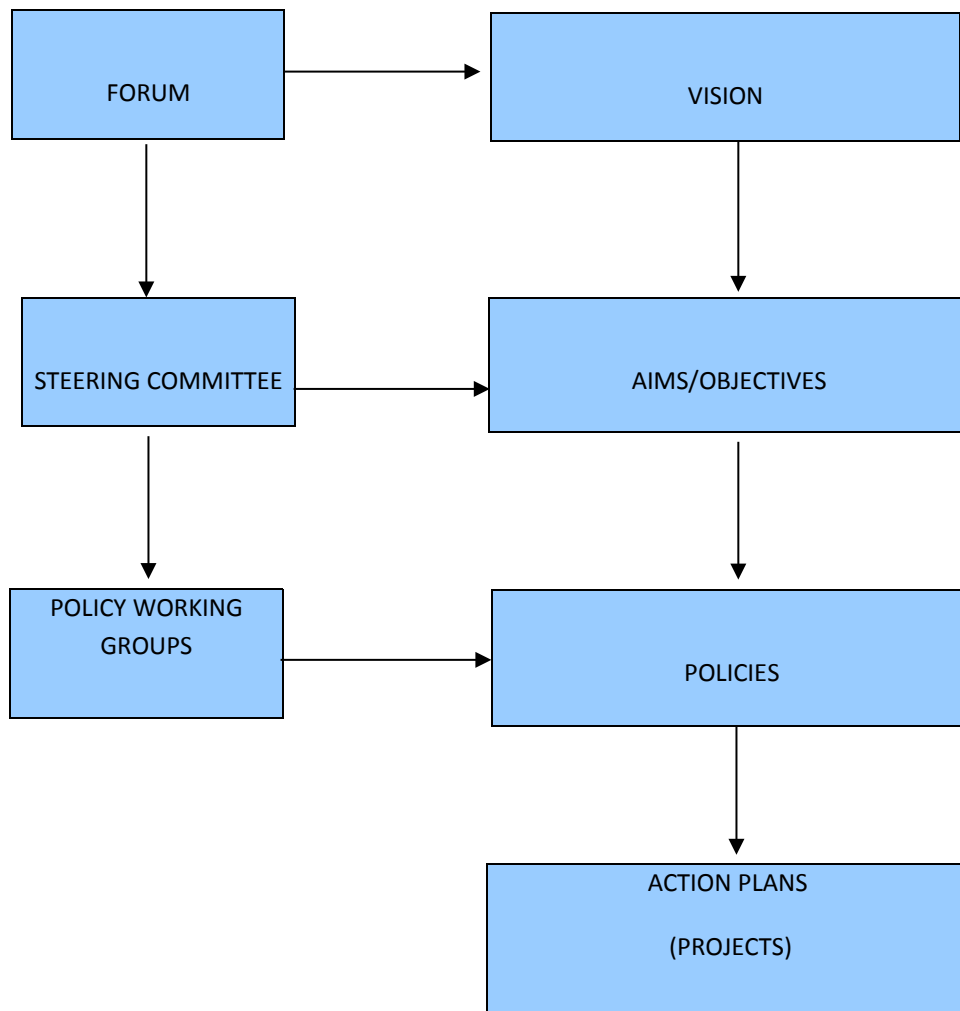 FORUM
VISION
STEERING COMMITTEE
AIMS/OBJECTIVES
POLICY WORKING
GROUPS
POLICIES
ACTION PLANS
(PROJECTS)